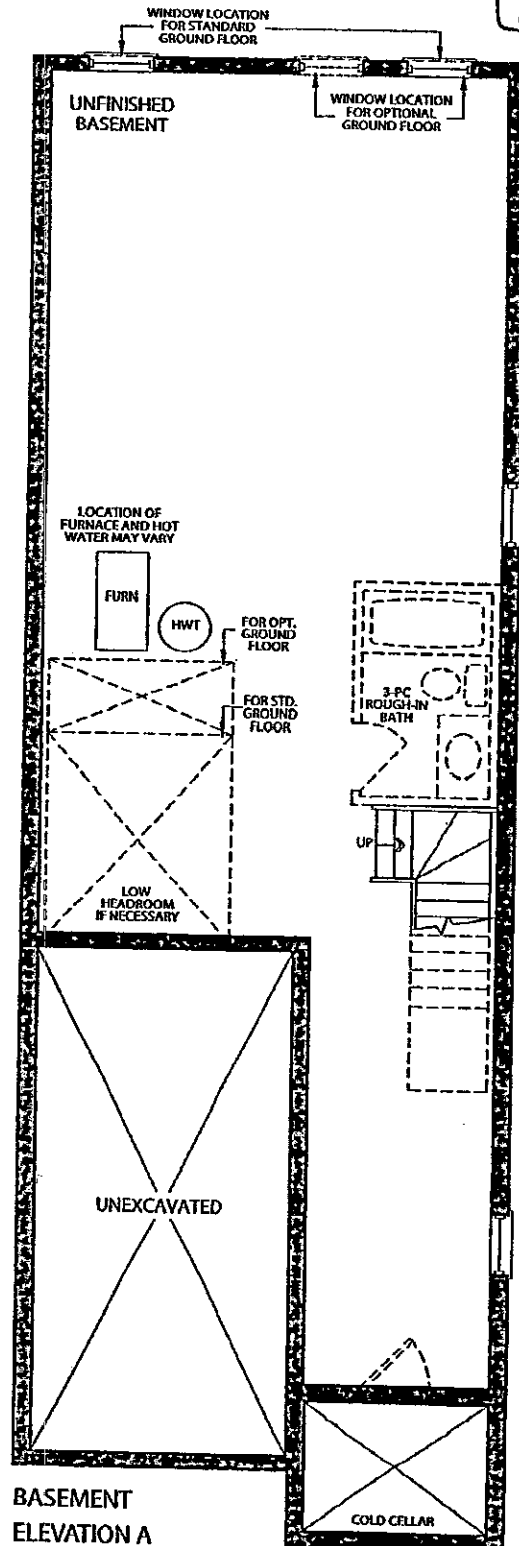 WINDOW LOCATION
FOR STANDARD
GROUND FLOOR
UNFINISHED
BASEMENT
WINDOW LOCATION
FOR OPTIONAL
GROUND FLOOR
LOCATION OF
FURNACE AND HOT
WATER MAY VARY
FURN
HWT
FOR OPT.
GROUND
FLOOR
FOR STD.
GROUND
FLOOR
3-PC
ROUGH-IN
BATH
UP
LOW
HEADROOM
IF NECESSARY
UNEXCAVATED
COLD CELLAR
BASEMENT
ELEVATION A